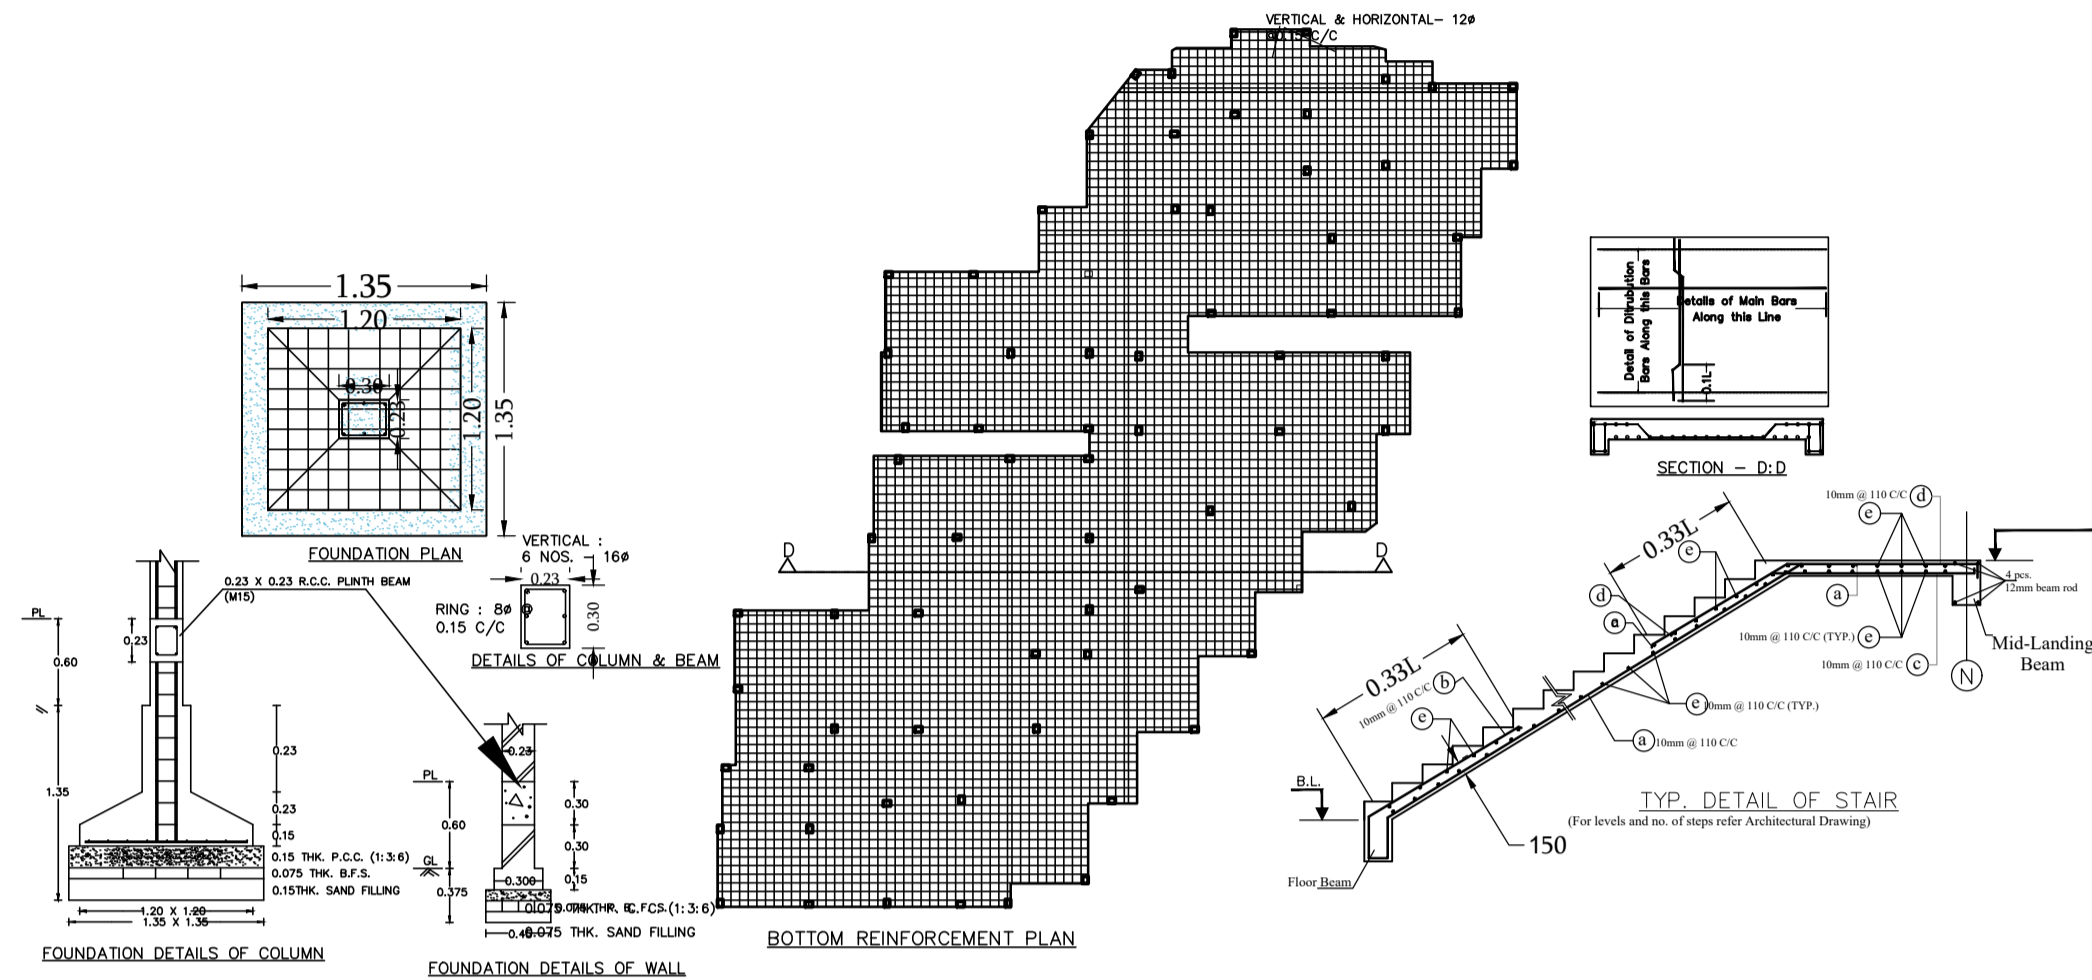 VERTICAL & HORIZONTAL- 12ø
C/C
1.35
1.20
0.30
0.23
1.20
1.35
FOUNDATION PLAN
0.23 X 0.23 R.C.C. PLINTH BEAM
(M15)
PL
0.23
0.60
1.35
0.23
0.23
0.15
0.15 THK. P.C.C. (1:3:6)
0.075 THK. B.F.S.
0.15THK. SAND FILLING
1.20 X 1.20
1.35 X 1.35
FOUNDATION DETAILS OF COLUMN
VERTICAL :
6 NOS. - 16ø
0.23
RING : 8ø
0.15 C/C
0.30
DETAILS OF COLUMN & BEAM
0.23
PL
0.60
0.30
0.30
GL
0.375
0.300
0.15
(1:3:6)
0.075 THK. SAND FILLING
FOUNDATION DETAILS OF WALL
D
D
BOTTOM REINFORCEMENT PLAN
Detail of Ditrubution
Bars Along this Bars
Details of Main Bars
Along this Line
0.1L
SECTION - D:D
10mm @ 110 C/C d
e
0.33L
e
4 pcs.
12mm beam rod
d
a
a
10mm @ 110 C/C (TYP.) e
10mm @ 110 C/C c
Mid-Landing
Beam
N
0.33L
10mm @ 110 C/C b
e
e 10mm @ 110 C/C (TYP.)
a 10mm @ 110 C/C
B.L.
TYP. DETAIL OF STAIR
(For levels and no. of steps refer Architectural Drawing)
150
Floor Beam